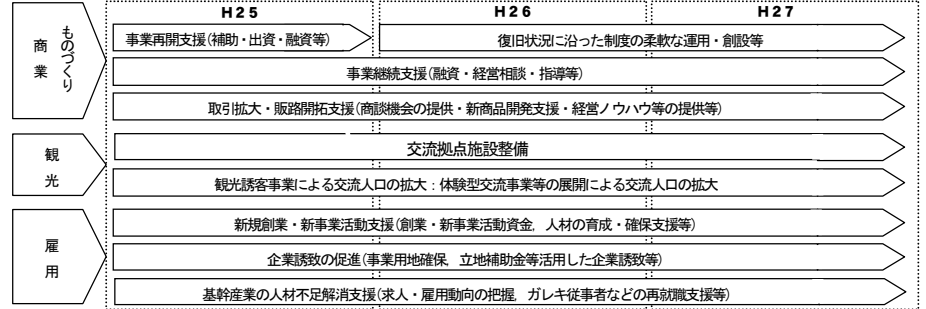 H25 H26 H27
ものづくり
商業
事業再開支援(補助・出資・融資等) 復旧状況に沿った制度の柔軟な運用・創設等
事業継続支援(融資・経営相談・指導等)
取引拡大・販路開拓支援(商談機会の提供・新商品開発支援・経営ノウハウ等の提供等)
観光
交流拠点施設整備
観光誘客事業による交流人口の拡大：体験型交流事業等の展開による交流人口の拡大
雇用
新規創業・新事業活動支援(創業・新事業活動資金，人材の育成・確保支援等)
企業誘致の促進(事業用地確保，立地補助金等活用した企業誘致等)
基幹産業の人材不足解消支援(求人・雇用動向の把握，ガレキ従事者などの再就職支援等)